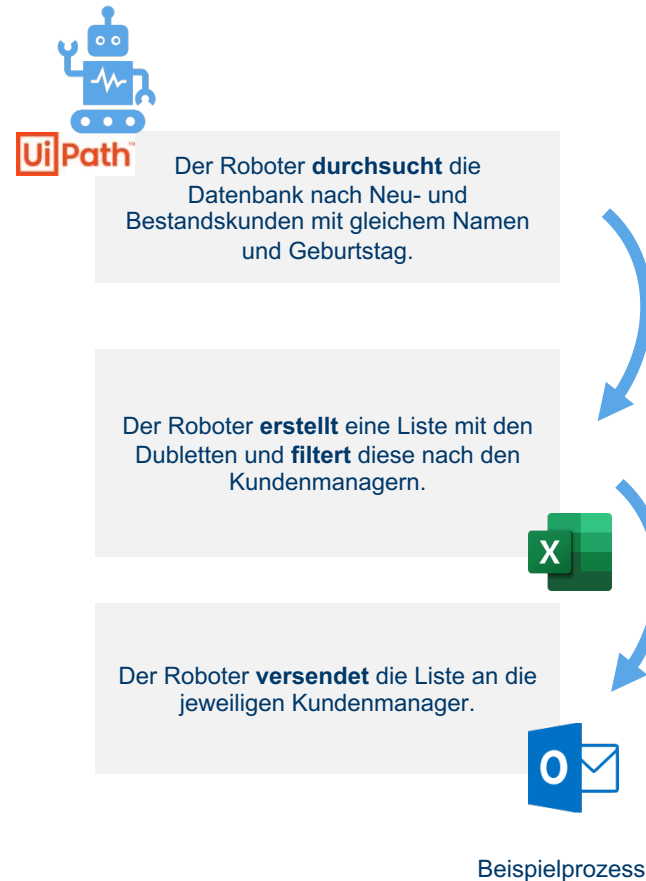 UiPath™
Der Roboter durchsucht die
Datenbank nach Neu- und
Bestandskunden mit gleichem Namen
und Geburtstag.
Der Roboter erstellt eine Liste mit den
Dubletten und filtert diese nach den
Kundenmanagern.
X
Der Roboter versendet die Liste an die
jeweiligen Kundenmanager.
O
Beispielprozess